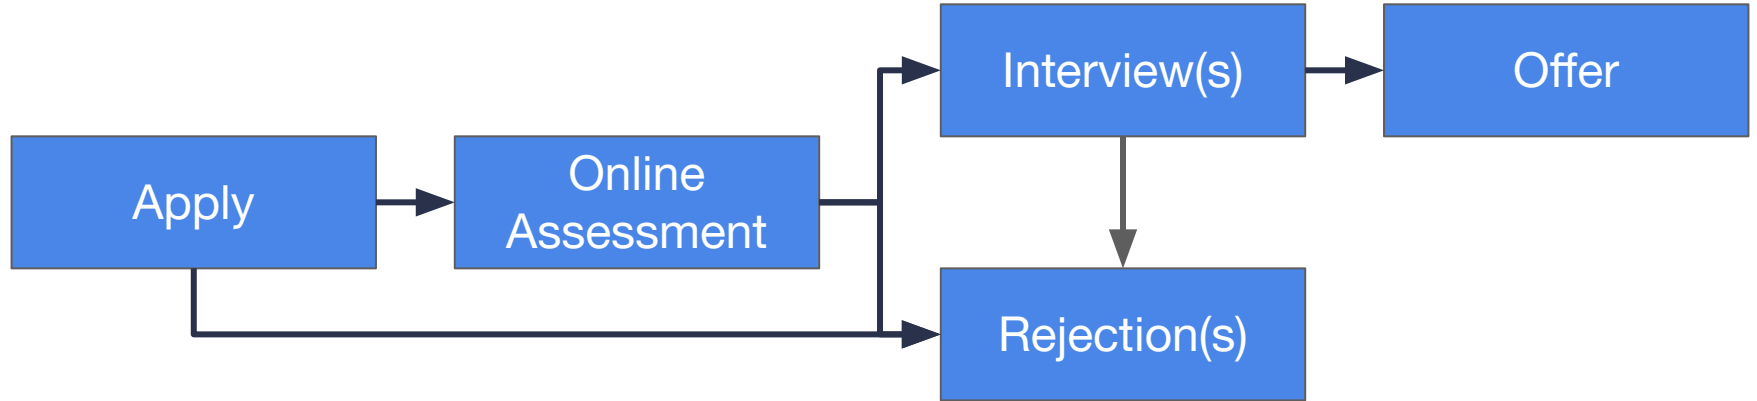 Apply
Online
Assessment
Interview(s)
Offer
Rejection(s)